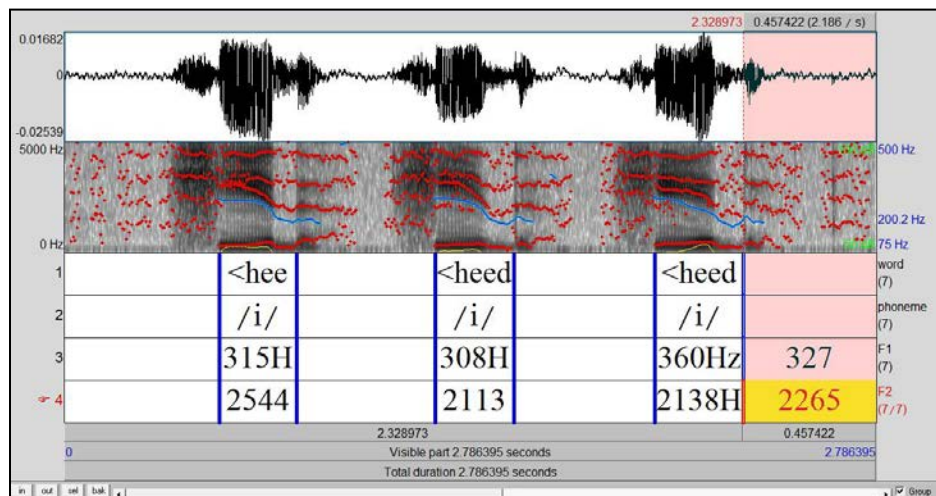 2.328973 0.457422 (2.186 / s)
0.01682
0
-0.02539
5000 Hz 500 Hz
200.2 Hz
0 Hz 75 Hz
1 <hee <heed <heed word (7)
2 /i/ /i/ /i/ phoneme (7)
3 315H 308H 360Hz 327 F1 (7)
4 2544 2113 2138H 2265 F2 (7/7)
2.328973 0.457422
0 Visible part 2.786395 seconds 2.786395
Total duration 2.786395 seconds
in out sel bak Group